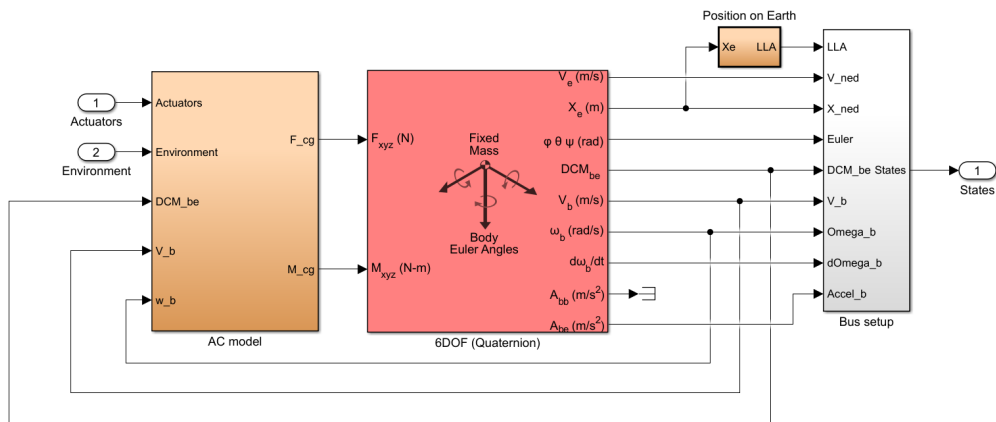 Position on Earth
Xe
LLA
LLA
1
Actuators
2
Environment
Actuators
Environment
DCM_be
V_b
w_b
F_cg
M_cg
AC model
F_xyz (N)
M_xyz (N-m)
Fixed
Mass
Body
Euler Angles
V_e (m/s)
X_e (m)
φ θ ψ (rad)
DCM_be
V_b (m/s)
ω_b (rad/s)
dω_b/dt
A_bb (m/s²)
A_be (m/s²)
6DOF (Quaternion)
V_ned
X_ned
Euler
DCM_be States
V_b
Omega_b
dOmega_b
Accel_b
Bus setup
1
States